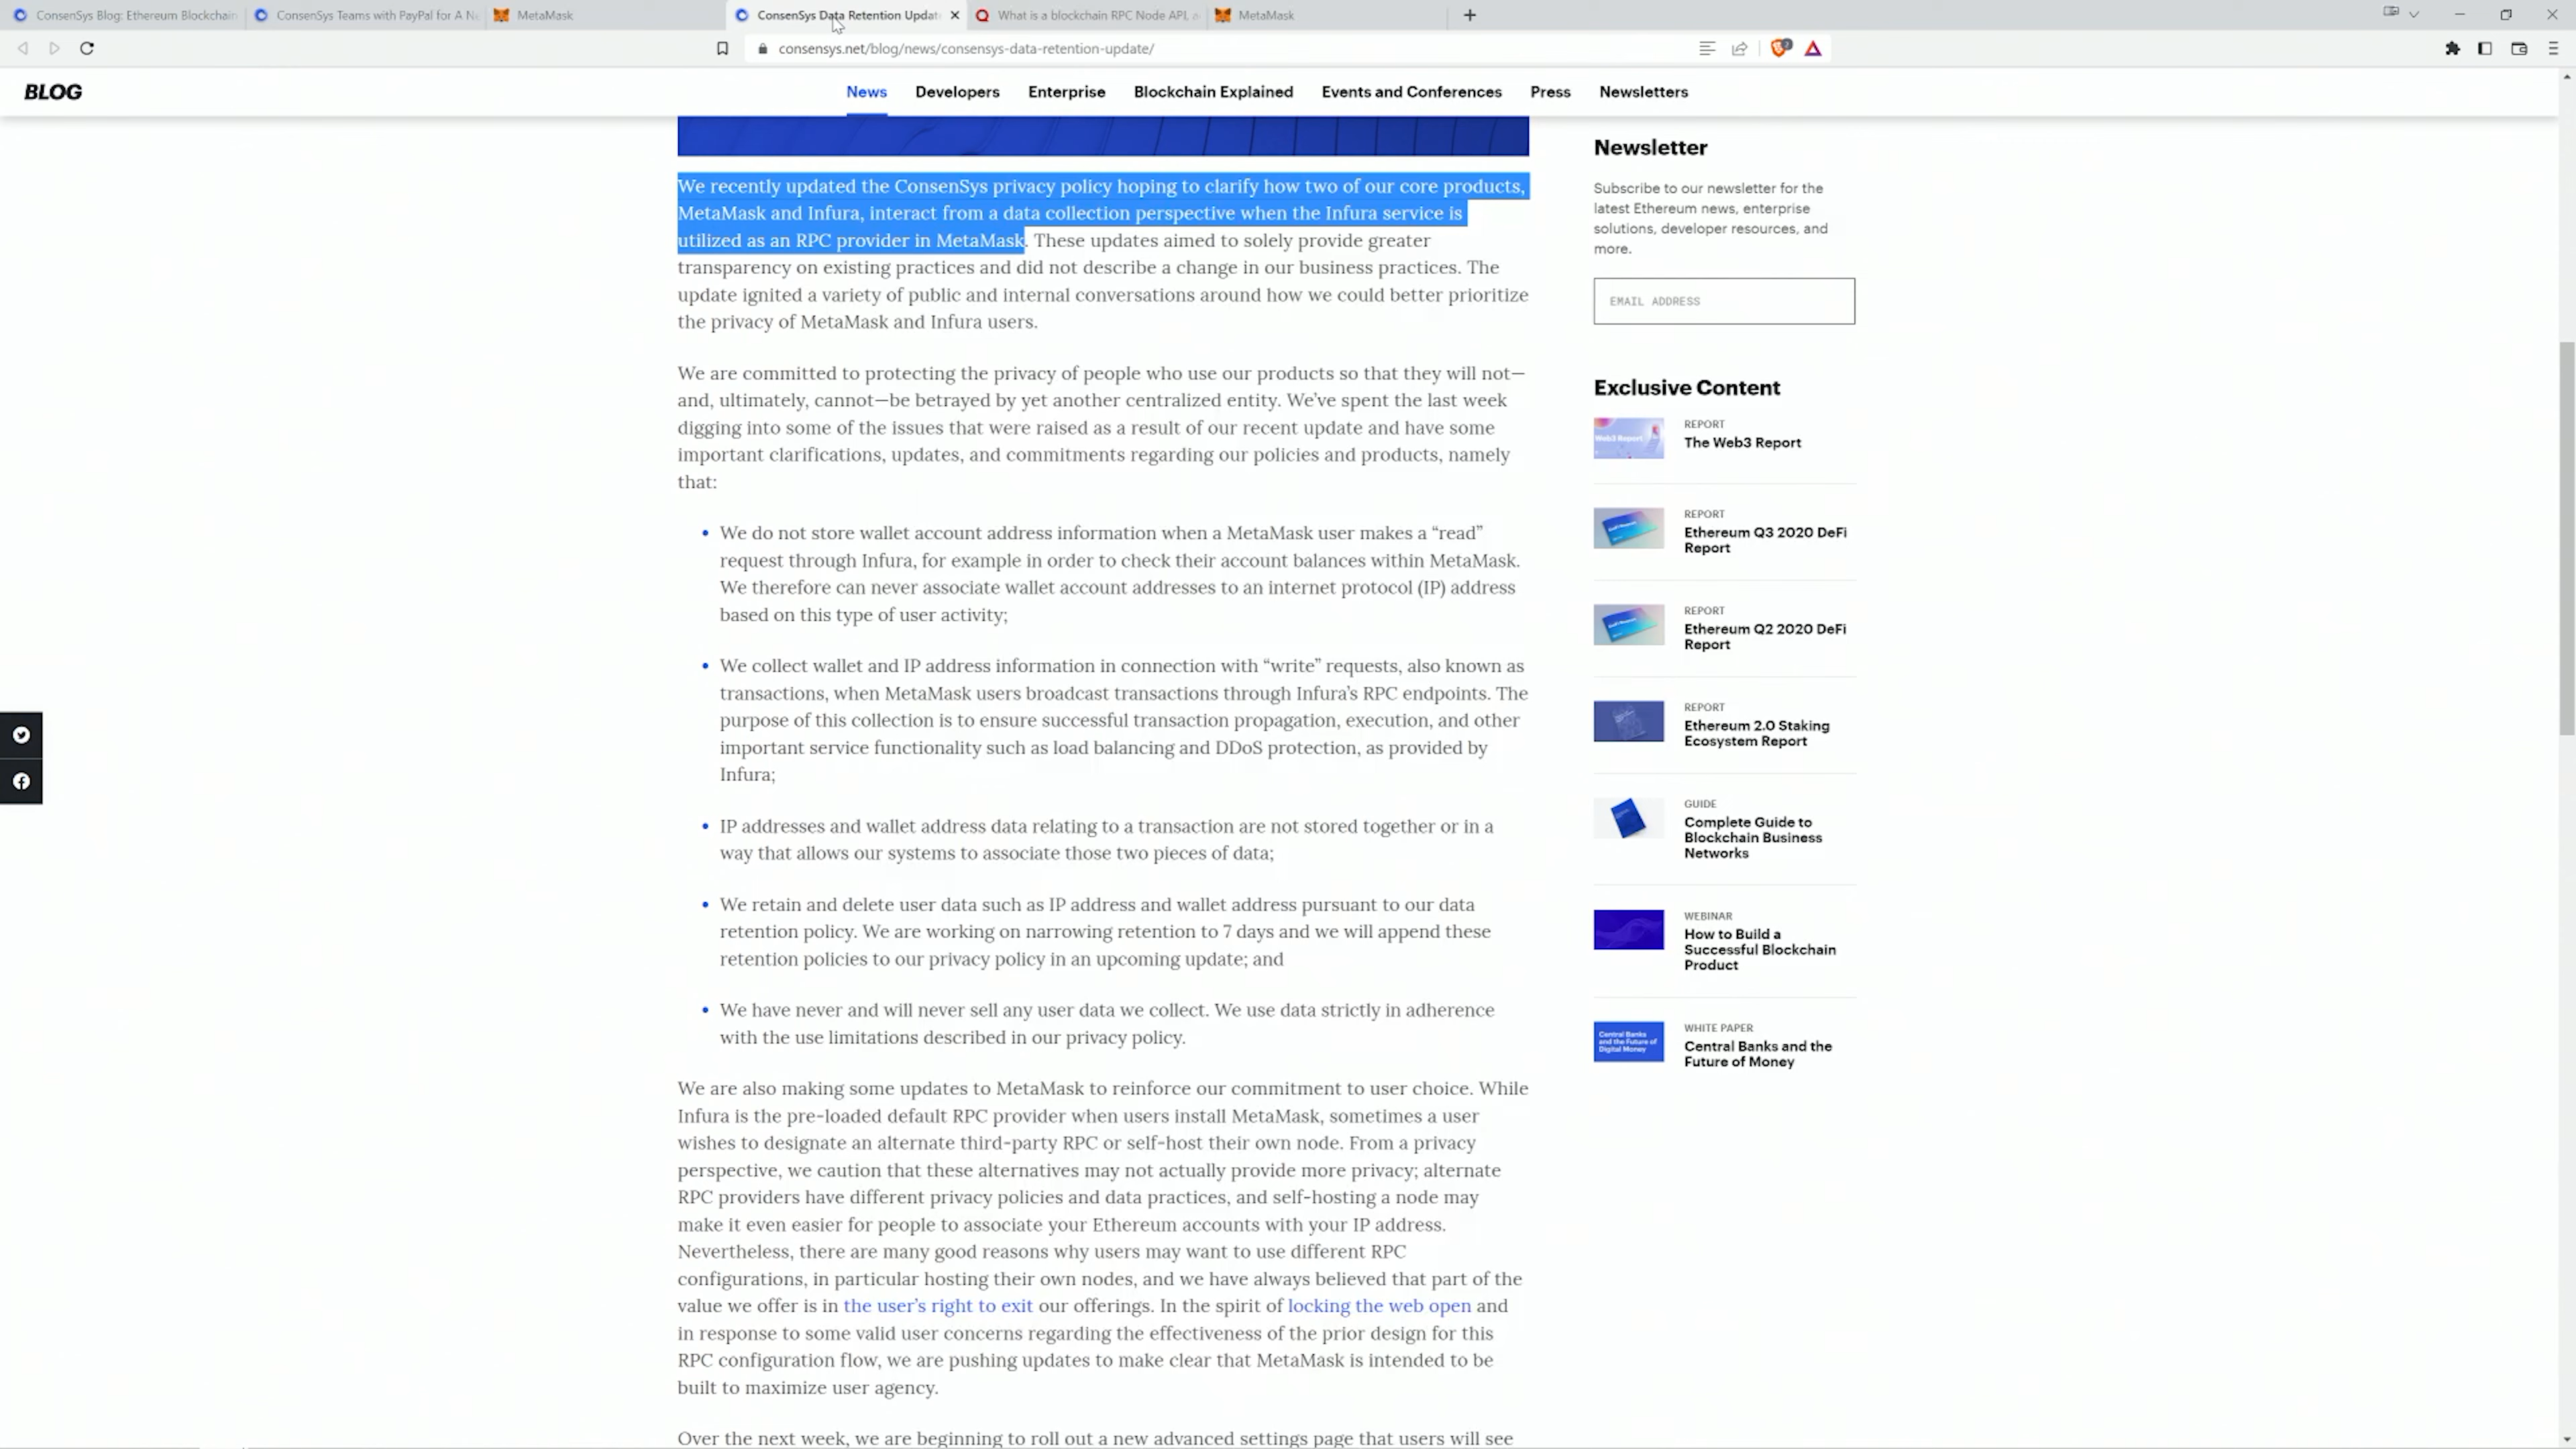 ConsenSys Blog: Ethereum Blockchain
ConsenSys Teams with PayPal for A N
MetaMask
ConsenSys Data Retention Updat
What is a blockchain RPC Node API,
MetaMask
consensys.net/blog/news/consensys-data-retention-update/
BLOG
News
Developers
Enterprise
Blockchain Explained
Events and Conferences
Press
Newsletters
We recently updated the ConsenSys privacy policy hoping to clarify how two of our core products,
MetaMask and Infura, interact from a data collection perspective when the Infura service is
utilized as an RPC provider in MetaMask. These updates aimed to solely provide greater
transparency on existing practices and did not describe a change in our business practices. The
update ignited a variety of public and internal conversations around how we could better prioritize
the privacy of MetaMask and Infura users.
We are committed to protecting the privacy of people who use our products so that they will not—
and, ultimately, cannot—be betrayed by yet another centralized entity. We’ve spent the last week
digging into some of the issues that were raised as a result of our recent update and have some
important clarifications, updates, and commitments regarding our policies and products, namely
that:
• We do not store wallet account address information when a MetaMask user makes a “read”
request through Infura, for example in order to check their account balances within MetaMask.
We therefore can never associate wallet account addresses to an internet protocol (IP) address
based on this type of user activity;
• We collect wallet and IP address information in connection with “write” requests, also known as
transactions, when MetaMask users broadcast transactions through Infura’s RPC endpoints. The
purpose of this collection is to ensure successful transaction propagation, execution, and other
important service functionality such as load balancing and DDoS protection, as provided by
Infura;
• IP addresses and wallet address data relating to a transaction are not stored together or in a
way that allows our systems to associate those two pieces of data;
• We retain and delete user data such as IP address and wallet address pursuant to our data
retention policy. We are working on narrowing retention to 7 days and we will append these
retention policies to our privacy policy in an upcoming update; and
• We have never and will never sell any user data we collect. We use data strictly in adherence
with the use limitations described in our privacy policy.
We are also making some updates to MetaMask to reinforce our commitment to user choice. While
Infura is the pre-loaded default RPC provider when users install MetaMask, sometimes a user
wishes to designate an alternate third-party RPC or self-host their own node. From a privacy
perspective, we caution that these alternatives may not actually provide more privacy; alternate
RPC providers have different privacy policies and data practices, and self-hosting a node may
make it even easier for people to associate your Ethereum accounts with your IP address.
Nevertheless, there are many good reasons why users may want to use different RPC
configurations, in particular hosting their own nodes, and we have always believed that part of the
value we offer is in the user’s right to exit our offerings. In the spirit of locking the web open and
in response to some valid user concerns regarding the effectiveness of the prior design for this
RPC configuration flow, we are pushing updates to make clear that MetaMask is intended to be
built to maximize user agency.
Over the next week, we are beginning to roll out a new advanced settings page that users will see
Newsletter
Subscribe to our newsletter for the
latest Ethereum news, enterprise
solutions, developer resources, and
more.
EMAIL ADDRESS
Exclusive Content
Web3 Report
REPORT
The Web3 Report
REPORT
Ethereum Q3 2020 DeFi
Report
REPORT
Ethereum Q2 2020 DeFi
Report
REPORT
Ethereum 2.0 Staking
Ecosystem Report
GUIDE
Complete Guide to
Blockchain Business
Networks
WEBINAR
How to Build a
Successful Blockchain
Product
Central Banks
and the Future of
Digital Money
WHITE PAPER
Central Banks and the
Future of Money